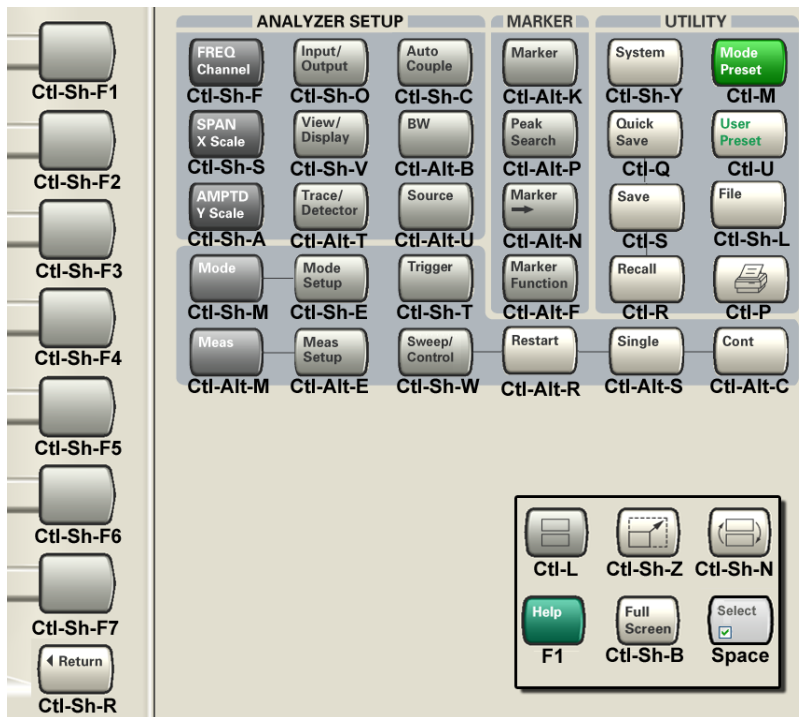 ANALYZER SETUP MARKER UTILITY
FREQ Channel
Input/ Output
Auto Couple
Marker
System
Mode Preset
Ctl-Sh-F1
Ctl-Sh-F Ctl-Sh-O Ctl-Sh-C Ctl-Alt-K Ctl-Sh-Y Ctl-M
SPAN X Scale
View/ Display
BW
Peak Search
Quick Save
User Preset
Ctl-Sh-F2
Ctl-Sh-S Ctl-Sh-V Ctl-Alt-B Ctl-Alt-P Ctl-Q Ctl-U
AMPTD Y Scale
Trace/ Detector
Source
Marker →
Save
File
Ctl-Sh-F3
Ctl-Sh-A Ctl-Alt-T Ctl-Alt-U Ctl-Alt-N Ctl-S Ctl-Sh-L
Mode
Mode Setup
Trigger
Marker Function
Recall
Ctl-Sh-M Ctl-Sh-E Ctl-Sh-T Ctl-Alt-F Ctl-R Ctl-P
Ctl-Sh-F4
Meas
Meas Setup
Sweep/ Control
Restart
Single
Cont
Ctl-Alt-M Ctl-Alt-E Ctl-Sh-W Ctl-Alt-R Ctl-Alt-S Ctl-Alt-C
Ctl-Sh-F5
Ctl-Sh-F6
Ctl-L Ctl-Sh-Z Ctl-Sh-N
Help
Full Screen
Select
Ctl-Sh-F7
F1 Ctl-Sh-B Space
Return
Ctl-Sh-R